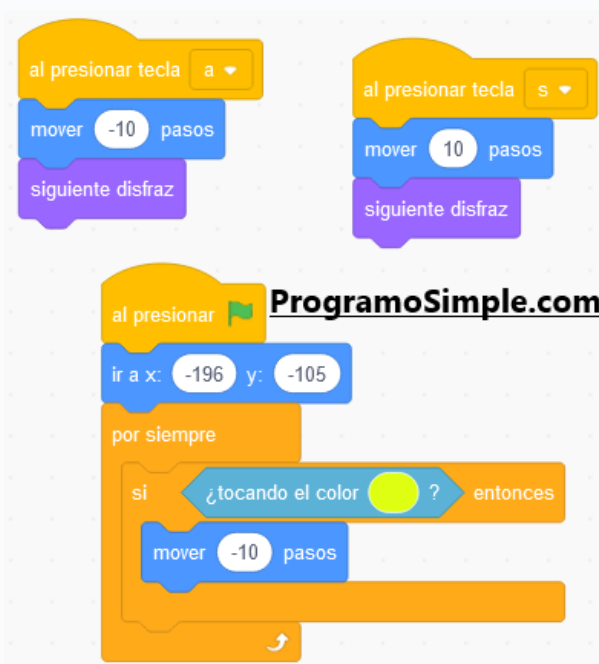 al presionar tecla a
mover -10 pasos
siguiente disfraz
al presionar tecla s
mover 10 pasos
siguiente disfraz
ProgramoSimple.com
al presionar
ir a x: -196 y: -105
por siempre
si ¿tocando el color ? entonces
mover -10 pasos